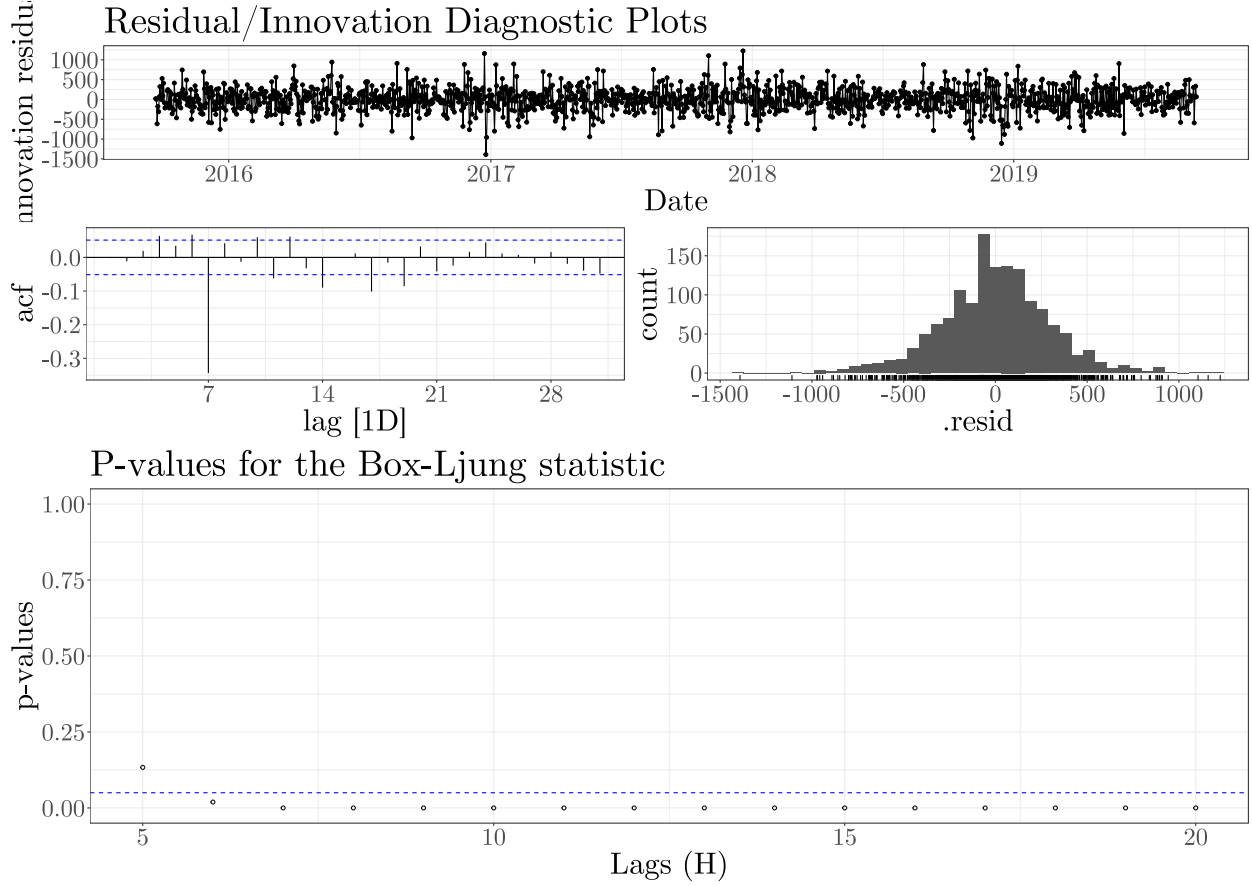 Residual/Innovation Diagnostic Plots
nnovation residu
1000
500
0
-500
-1000
-1500
2016 2017 2018 2019
Date
acf
0.0
-0.1
-0.2
-0.3
7 14 21 28
lag [1D]
count
150
100
50
0
-1500 -1000 -500 0 500 1000
.resid
P-values for the Box-Ljung statistic
p-values
1.00
0.75
0.50
0.25
0.00
5 10 15 20
Lags (H)